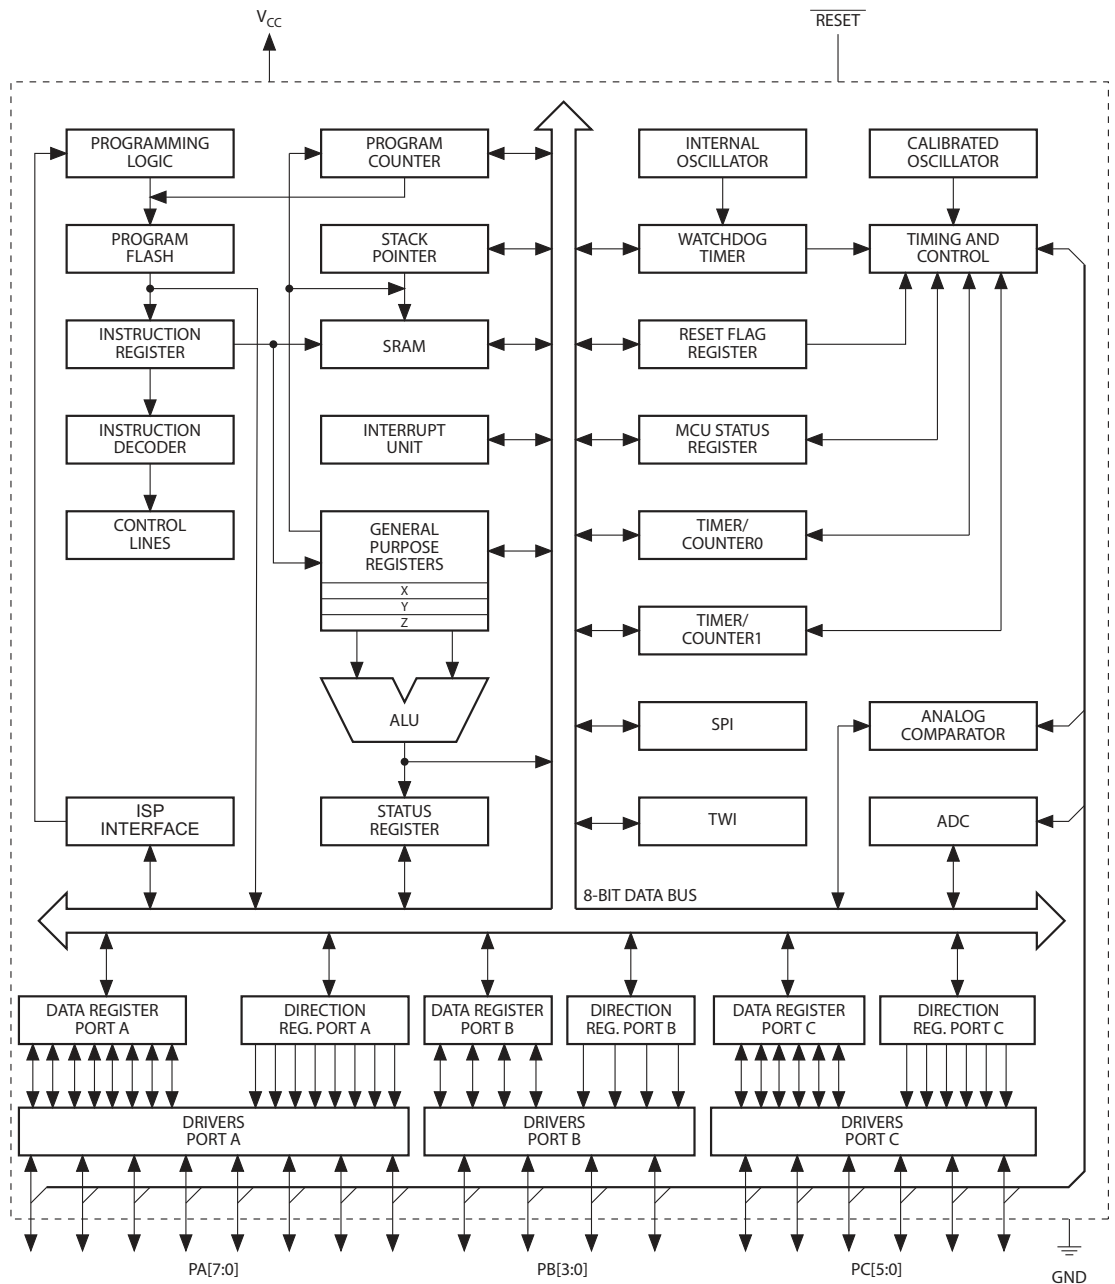 VCC
RESET
PROGRAMMING
LOGIC
PROGRAM
COUNTER
INTERNAL
OSCILLATOR
CALIBRATED
OSCILLATOR
PROGRAM
FLASH
STACK
POINTER
WATCHDOG
TIMER
TIMING AND
CONTROL
INSTRUCTION
REGISTER
SRAM
RESET FLAG
REGISTER
INSTRUCTION
DECODER
INTERRUPT
UNIT
MCU STATUS
REGISTER
CONTROL
LINES
GENERAL
PURPOSE
REGISTERS
X
Y
Z
TIMER/
COUNTER0
TIMER/
COUNTER1
ALU
SPI
ANALOG
COMPARATOR
ISP
INTERFACE
STATUS
REGISTER
TWI
ADC
8-BIT DATA BUS
DATA REGISTER
PORT A
DIRECTION
REG. PORT A
DATA REGISTER
PORT B
DIRECTION
REG. PORT B
DATA REGISTER
PORT C
DIRECTION
REG. PORT C
DRIVERS
PORT A
DRIVERS
PORT B
DRIVERS
PORT C
PA[7:0]
PB[3:0]
PC[5:0]
GND